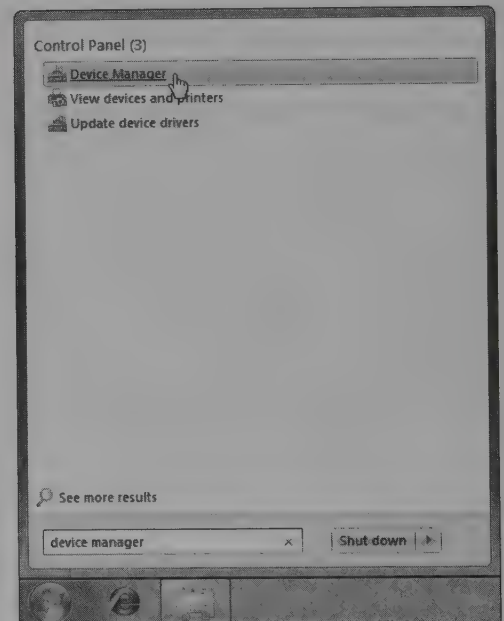 Control Panel (3)
Device Manager
View devices and printers
Update device drivers
See more results
device manager
Shut down